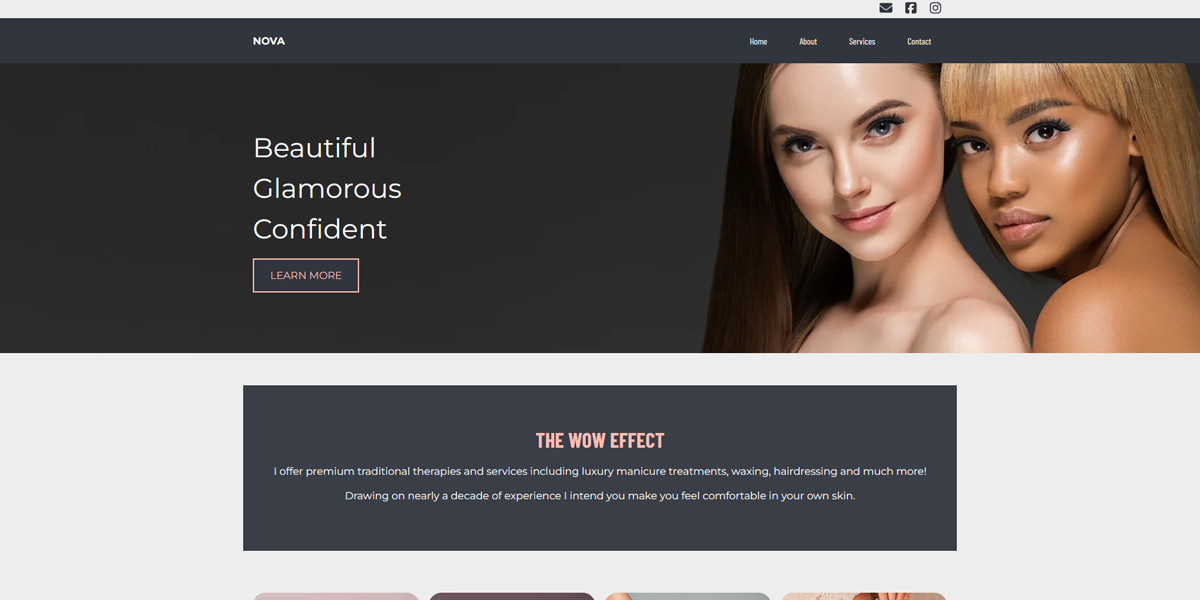 NOVA
Home About Services Contact
Beautiful
Glamorous
Confident
LEARN MORE
THE WOW EFFECT
I offer premium traditional therapies and services including luxury manicure treatments, waxing, hairdressing and much more!
Drawing on nearly a decade of experience I intend you make you feel comfortable in your own skin.